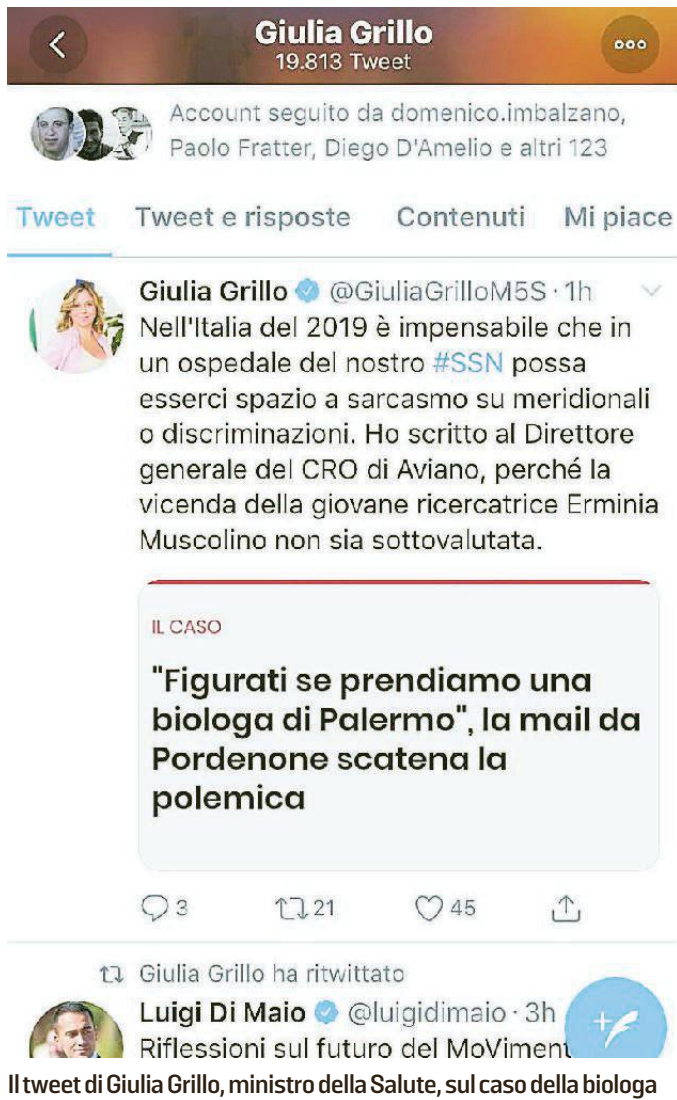 Giulia Grillo
19.813 Tweet
Account seguito da domenico.imbalzano,
Paolo Fratter, Diego D'Amelio e altri 123
Tweet Tweet e risposte Contenuti Mi piace
Giulia Grillo @GiuliaGrilloM5S · 1h
Nell'Italia del 2019 è impensabile che in
un ospedale del nostro #SSN possa
esserci spazio a sarcasmo su meridionali
o discriminazioni. Ho scritto al Direttore
generale del CRO di Aviano, perché la
vicenda della giovane ricercatrice Erminia
Muscolino non sia sottovalutata.
IL CASO
"Figurati se prendiamo una
biologa di Palermo", la mail da
Pordenone scatena la
polemica
3 21 45
Giulia Grillo ha ritwittato
Luigi Di Maio @luigidimaio · 3h
Riflessioni sul futuro del MoViment
Il tweet di Giulia Grillo, ministro della Salute, sul caso della biologa